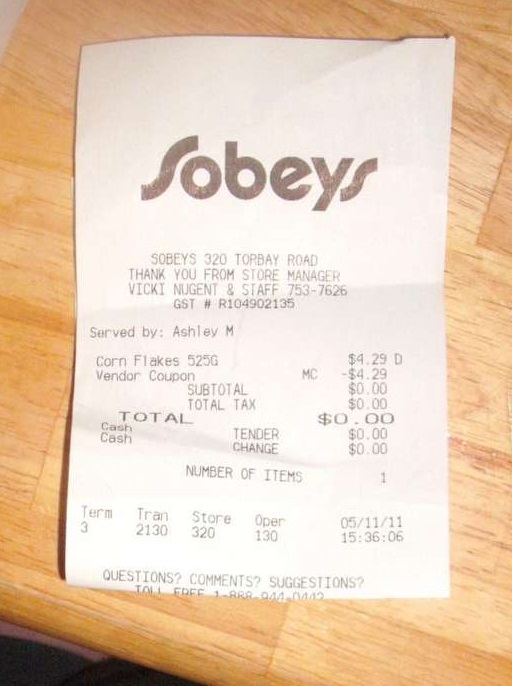 Sobeys
SOBEYS 320 TORBAY ROAD
THANK YOU FROM STORE MANAGER
VICKI NUGENT & STAFF 753-7626
GST # R104902135
Served by: Ashley M
Corn Flakes 525G $4.29 D
Vendor Coupon MC -$4.29
SUBTOTAL $0.00
TOTAL TAX $0.00
TOTAL $0.00
Cash TENDER $0.00
Cash CHANGE $0.00
NUMBER OF ITEMS 1
Term Tran Store Oper 05/11/11
3 2130 320 130 15:36:06
QUESTIONS? COMMENTS? SUGGESTIONS?
TOLL FREE 1-888-944-0442